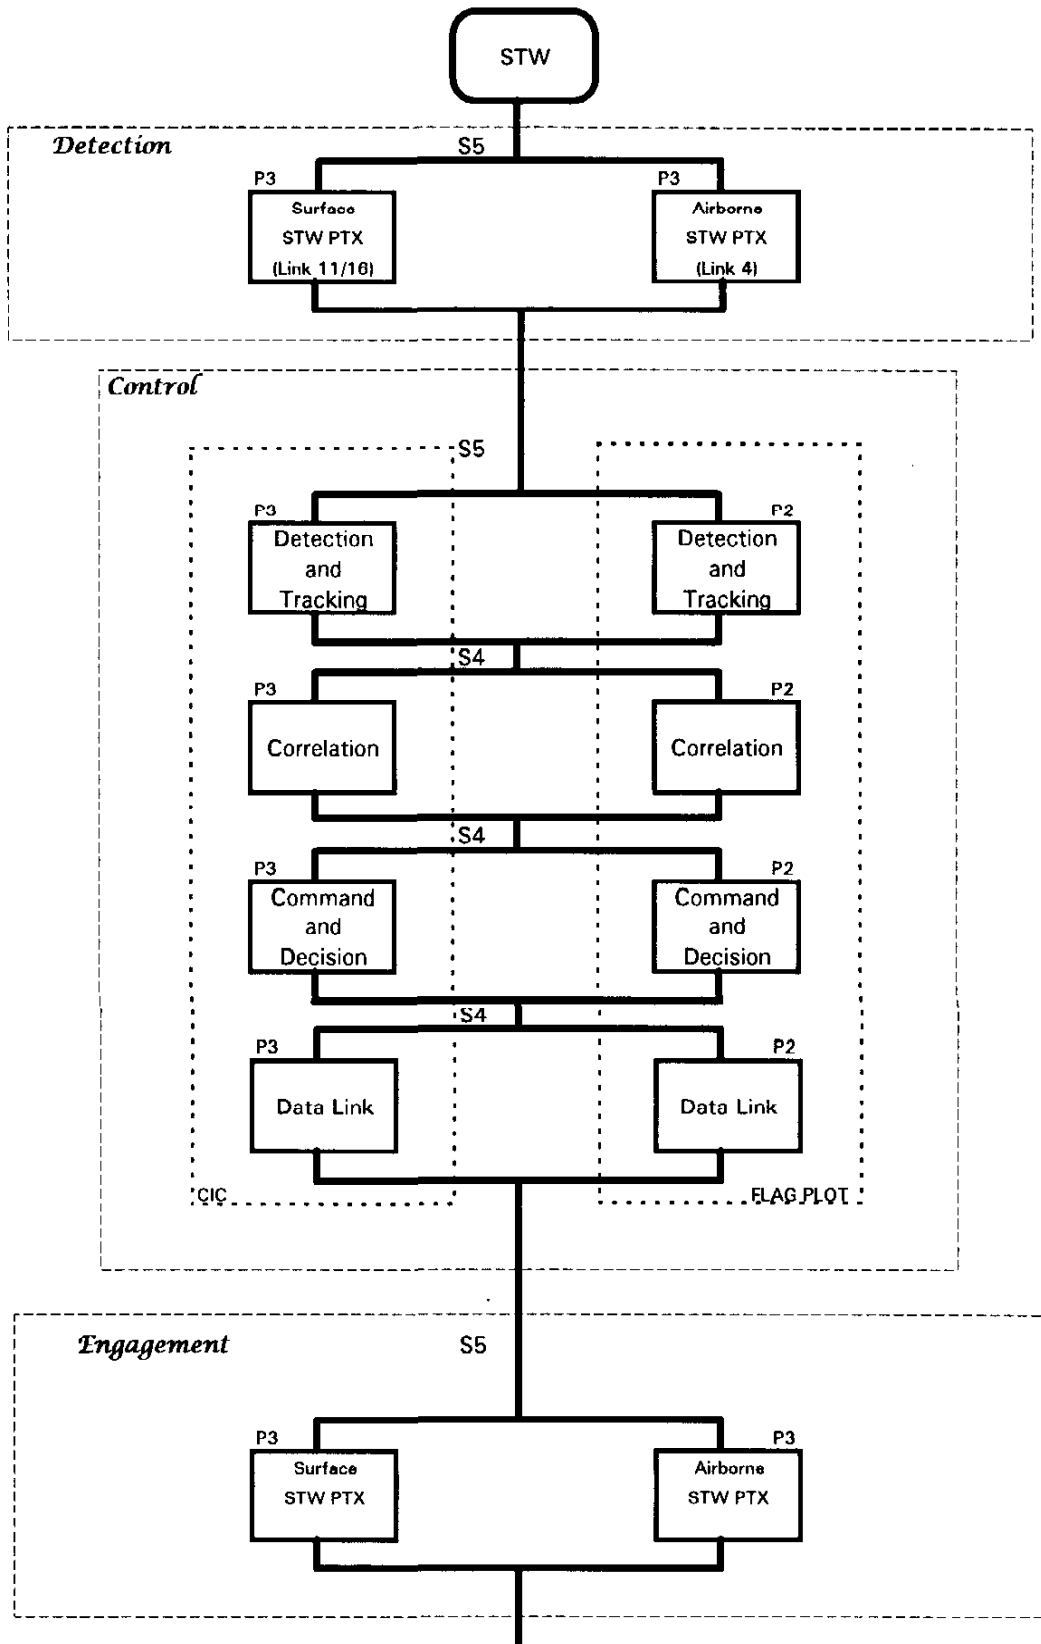 STW
Detection
S5
P3
P3
Surface
STW PTX
(Link 11/16)
Airborne
STW PTX
(Link 4)
Control
S5
P3
P2
Detection
and
Tracking
Detection
and
Tracking
S4
P3
P2
Correlation
Correlation
S4
P3
P2
Command
and
Decision
Command
and
Decision
S4
P3
P2
Data Link
Data Link
CIC
FLAG PLOT
Engagement
S5
P3
P3
Surface
STW PTX
Airborne
STW PTX